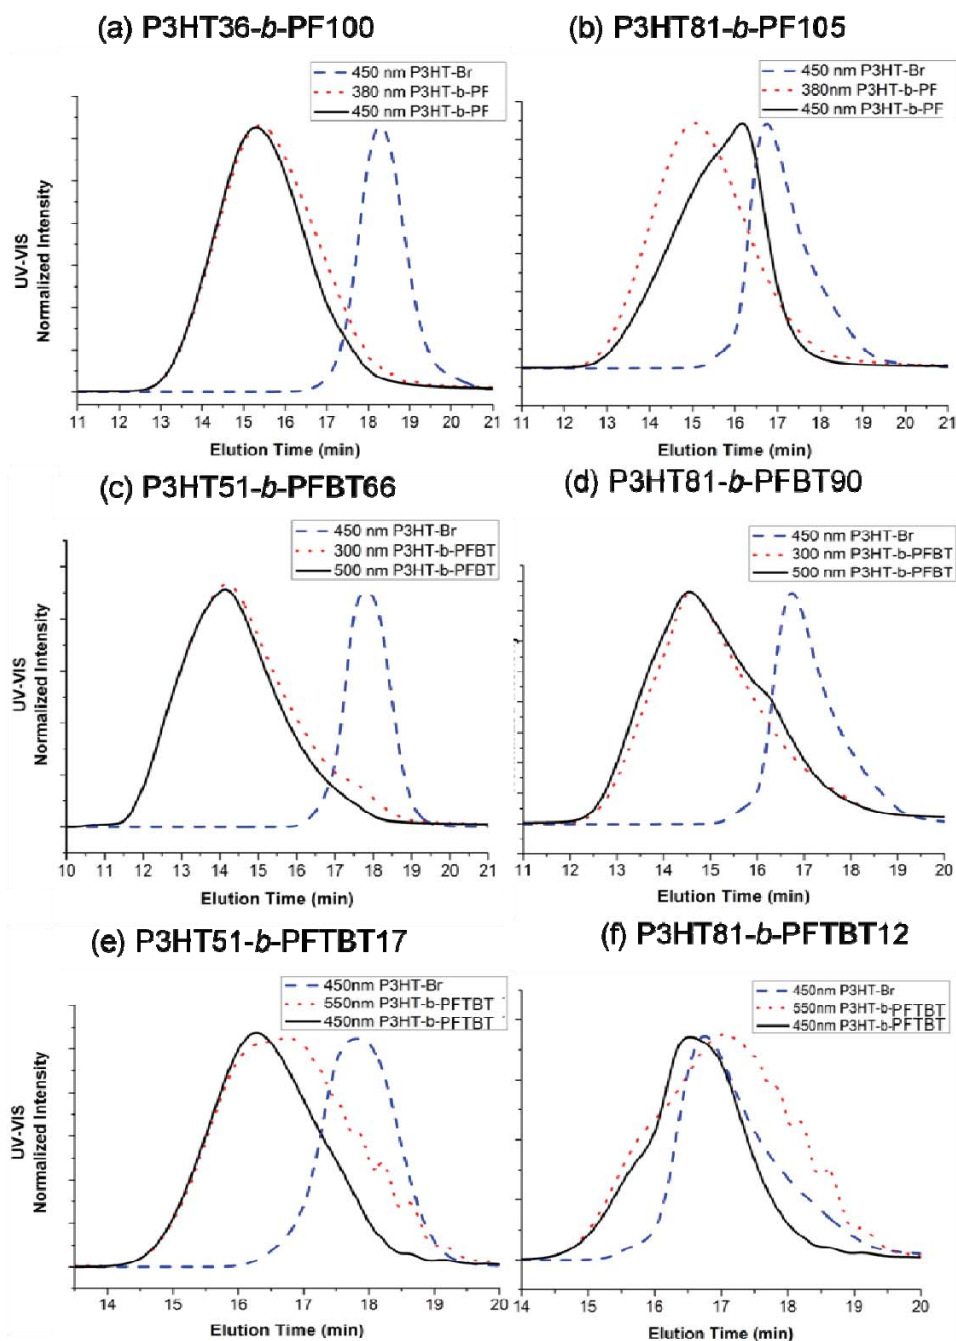 (a) P3HT36-b-PF100
450 nm P3HT-Br
380 nm P3HT-b-PF
450 nm P3HT-b-PF
UV-VIS
Normalized Intensity
11 12 13 14 15 16 17 18 19 20 21
Elution Time (min)
(b) P3HT81-b-PF105
450 nm P3HT-Br
380nm P3HT-b-PF
450 nm P3HT-b-PF
11 12 13 14 15 16 17 18 19 20 21
Elution Time (min)
(c) P3HT51-b-PFBT66
450 nm P3HT-Br
300 nm P3HT-b-PFBT
500 nm P3HT-b-PFBT
UV-VIS
Normalized Intensity
10 11 12 13 14 15 16 17 18 19 20 21
Elution Time (min)
(d) P3HT81-b-PFBT90
450 nm P3HT-Br
300 nm P3HT-b-PFBT
500 nm P3HT-b-PFBT
11 12 13 14 15 16 17 18 19 20
Elution Time (min)
(e) P3HT51-b-PFTBT17
450nm P3HT-Br
550nm P3HT-b-PFTBT
450nm P3HT-b-PFTBT
UV-VIS
Normalized Intensity
14 15 16 17 18 19 20
Elution Time (min)
(f) P3HT81-b-PFTBT12
450nm P3HT-Br
550nm P3HT-b-PFTBT
450nm P3HT-b-PFTBT
14 15 16 17 18 19 20
Elution Time (min)